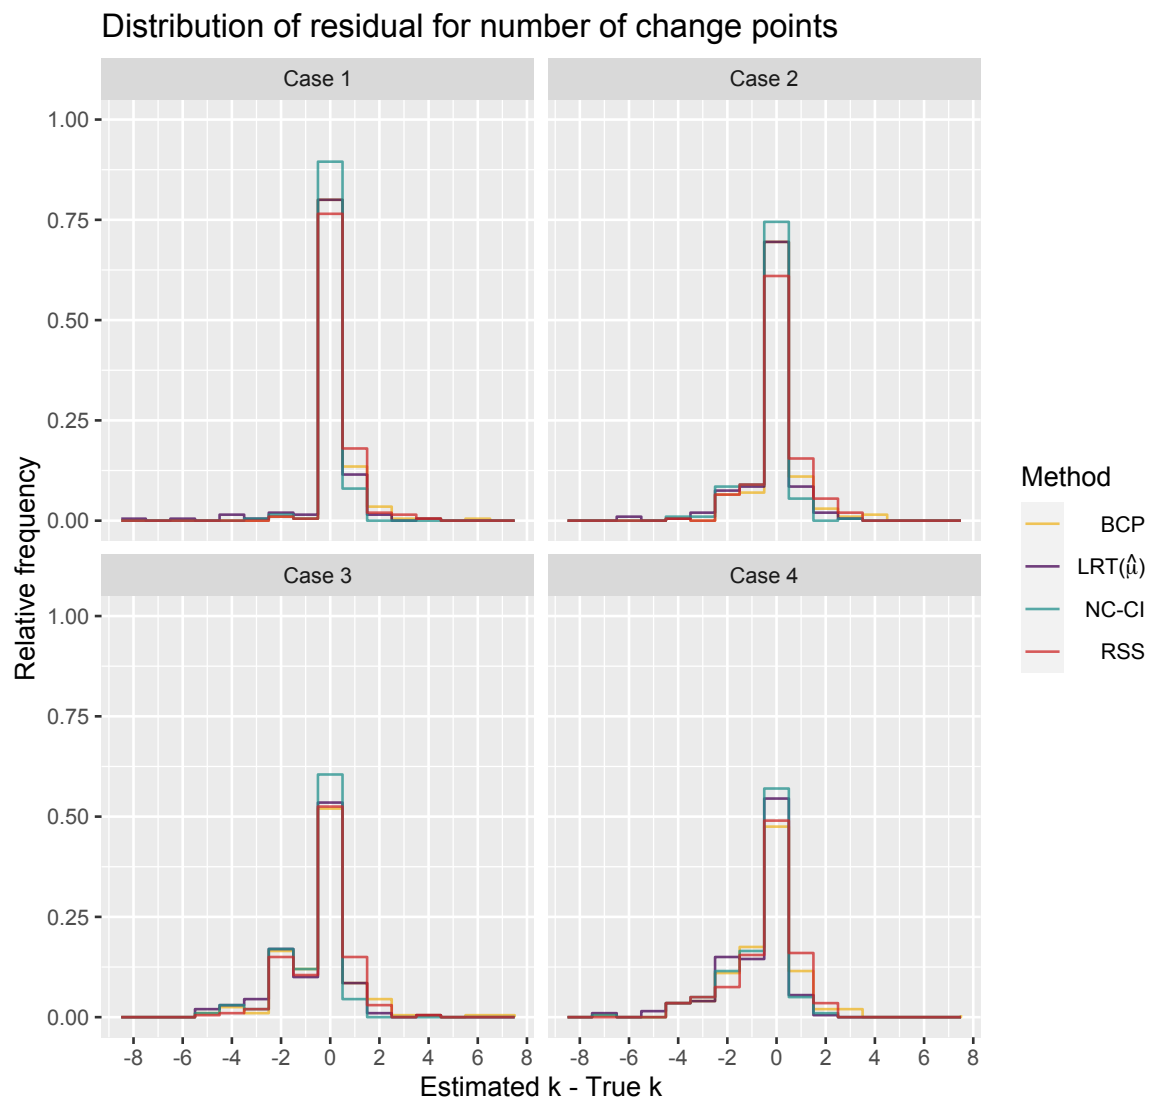 Distribution of residual for number of change points
Case 1
Case 2
1.00
0.75
0.50
0.25
0.00
Case 3
Case 4
1.00
0.75
0.50
0.25
0.00
-8 -6 -4 -2 0 2 4 6 8
-8 -6 -4 -2 0 2 4 6 8
Estimated k - True k
Relative frequency
Method
BCP
LRT(μ̂)
NC-CI
RSS